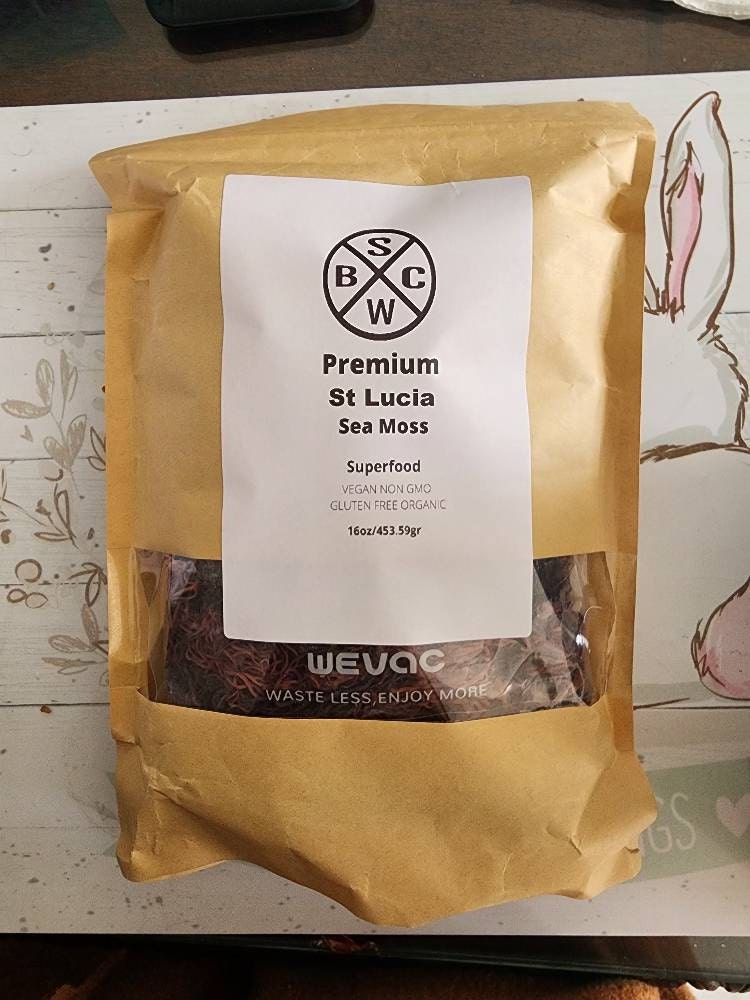 S
B C
W
Premium
St Lucia
Sea Moss
Superfood
VEGAN NON GMO
GLUTEN FREE ORGANIC
16oz/453.59gr
wevac
WASTE LESS,ENJOY MORE
GS